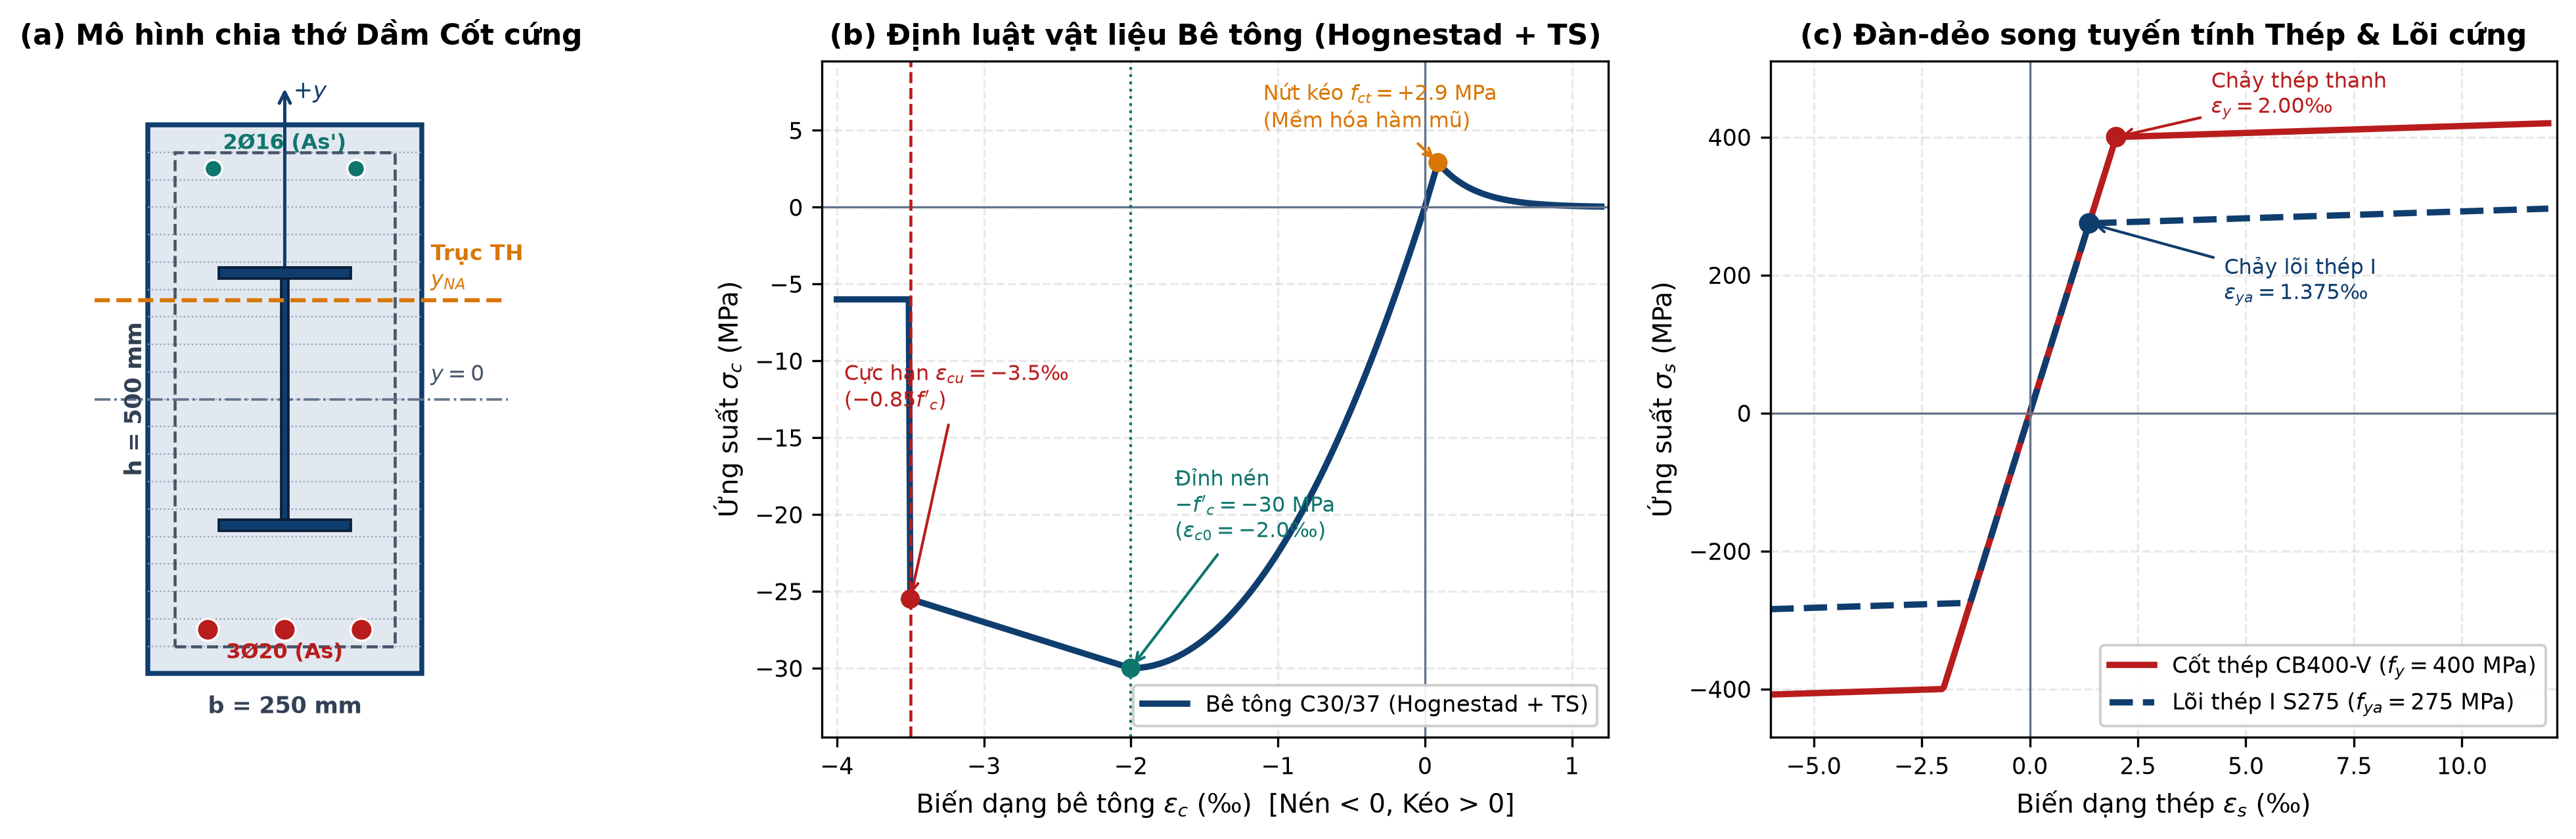 (a) Mô hình chia thớ Dầm Cốt cứng
+y
2Ø16 (As')
Trục TH
y_NA
y = 0
h = 500 mm
3Ø20 (As)
b = 250 mm
(b) Định luật vật liệu Bê tông (Hognestad + TS)
Nứt kéo f_ct = +2.9 MPa
(Mềm hóa hàm mũ)
Cực hạn ε_cu = −3.5‰
(−0.85f'_c)
Đỉnh nén
−f'_c = −30 MPa
(ε_c0 = −2.0‰)
Bê tông C30/37 (Hognestad + TS)
Ứng suất σ_c (MPa)
5
0
−5
−10
−15
−20
−25
−30
−4 −3 −2 −1 0 1
Biến dạng bê tông ε_c (‰) [Nén < 0, Kéo > 0]
(c) Đàn-dẻo song tuyến tính Thép & Lõi cứng
Chảy thép thanh
ε_y = 2.00‰
Chảy lõi thép I
ε_ya = 1.375‰
Cốt thép CB400-V (f_y = 400 MPa)
Lõi thép I S275 (f_ya = 275 MPa)
Ứng suất σ_s (MPa)
400
200
0
−200
−400
−5.0 −2.5 0.0 2.5 5.0 7.5 10.0
Biến dạng thép ε_s (‰)